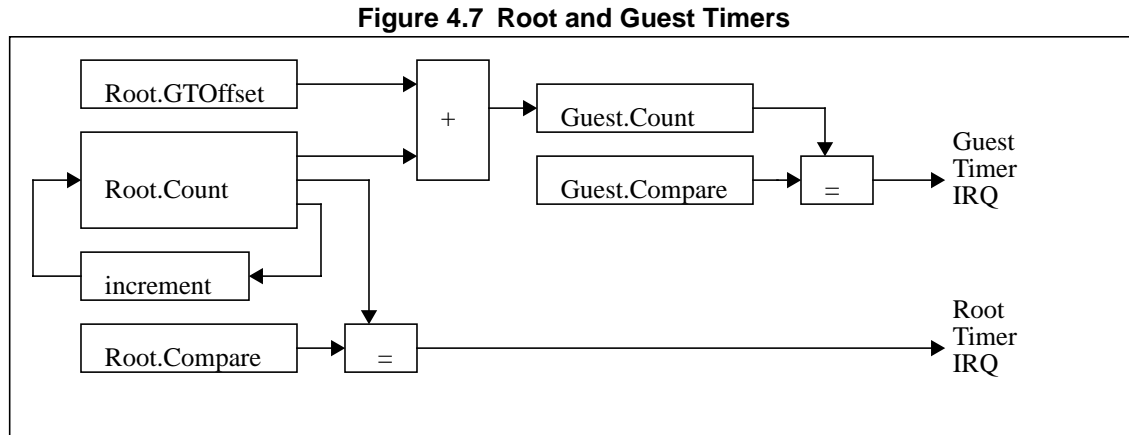 Figure 4.7 Root and Guest Timers
Root.GTOffset
+
Guest.Count
Root.Count
Guest.Compare
=
Guest
Timer
IRQ
increment
Root.Compare
=
Root
Timer
IRQ